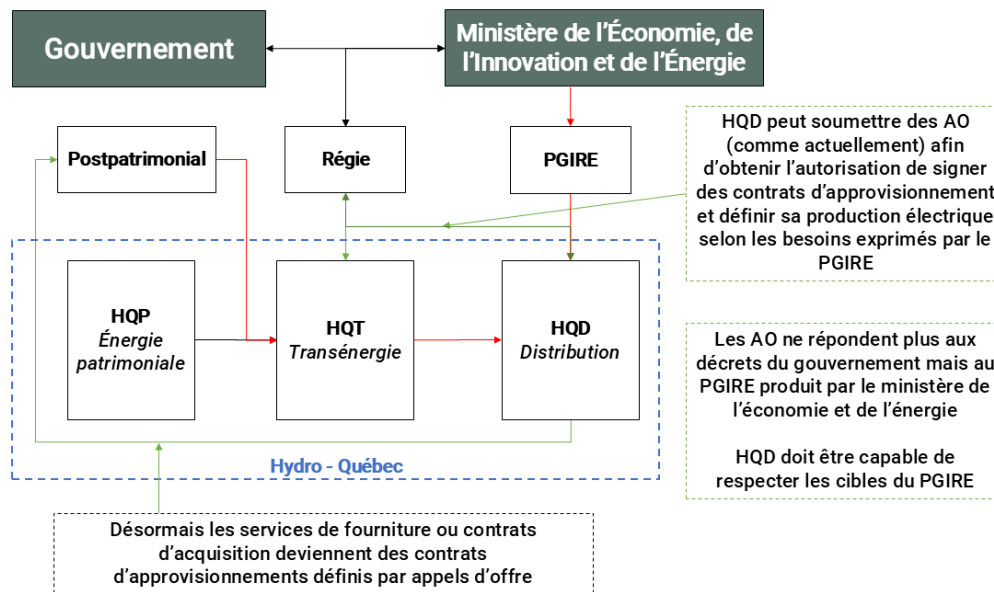 Gouvernement
Ministère de l’Économie, de
l’Innovation et de l’Énergie
Postpatrimonial
Régie
PGIRE
HQD peut soumettre des AO
(comme actuellement) afin
d’obtenir l’autorisation de signer
des contrats d’approvisionnement
et définir sa production électrique
selon les besoins exprimés par le
PGIRE
HQP
Énergie
patrimoniale
HQT
Transénergie
HQD
Distribution
Les AO ne répondent plus aux
décrets du gouvernement mais au
PGIRE produit par le ministère de
l’économie et de l’énergie
HQD doit être capable de
respecter les cibles du PGIRE
Hydro - Québec
Désormais les services de fourniture ou contrats
d’acquisition deviennent des contrats
d’approvisionnements définis par appels d’offre